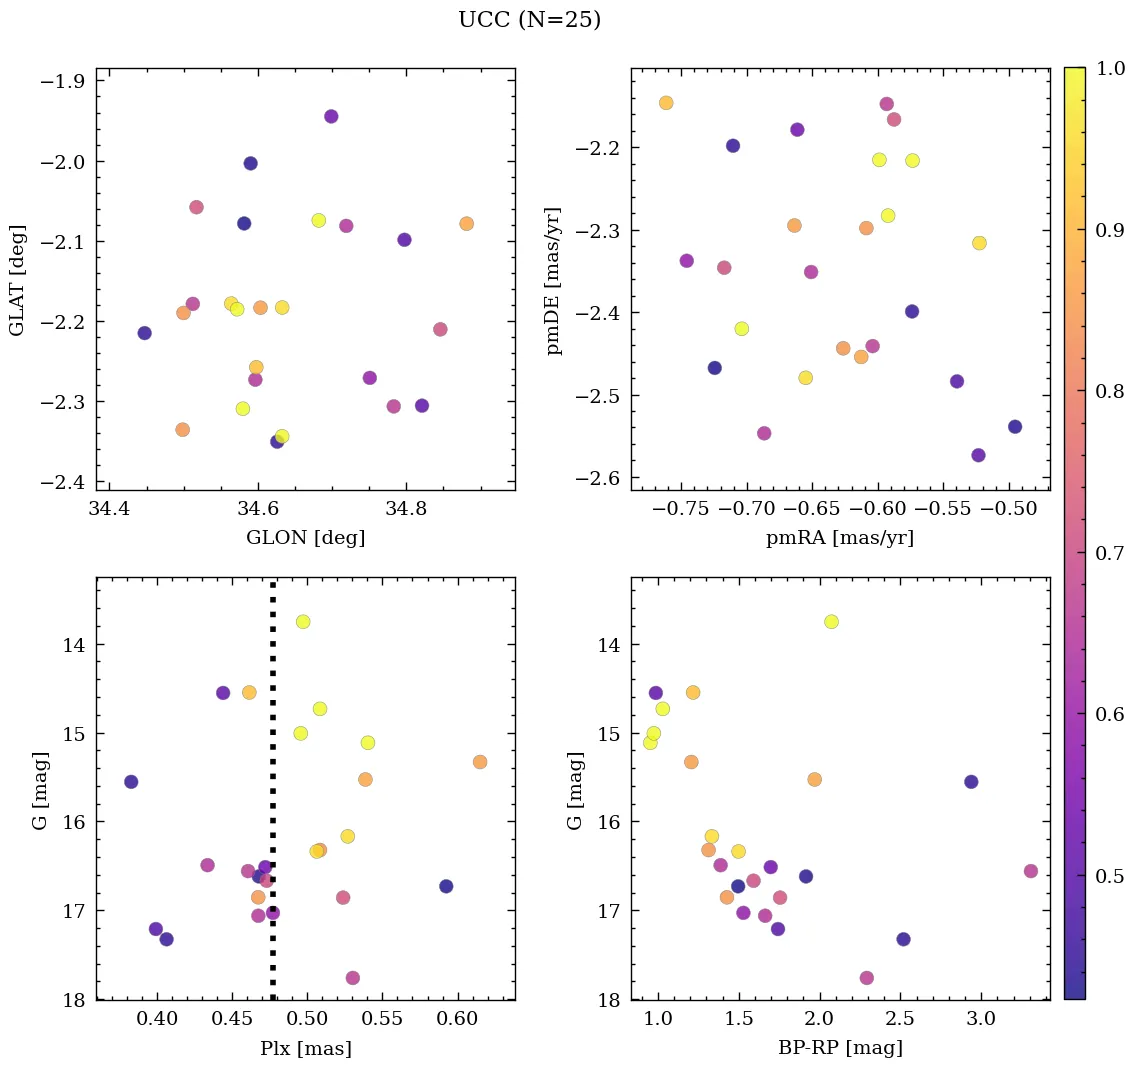 UCC (N=25)
−1.9
−2.0
−2.1
−2.2
−2.3
−2.4
GLAT [deg]
34.4 34.6 34.8
GLON [deg]
−2.2
−2.3
−2.4
−2.5
−2.6
pmDE [mas/yr]
−0.75 −0.70 −0.65 −0.60 −0.55 −0.50
pmRA [mas/yr]
14
15
16
17
18
G [mag]
0.40 0.45 0.50 0.55 0.60
Plx [mas]
14
15
16
17
18
G [mag]
1.0 1.5 2.0 2.5 3.0
BP-RP [mag]
1.0
0.9
0.8
0.7
0.6
0.5